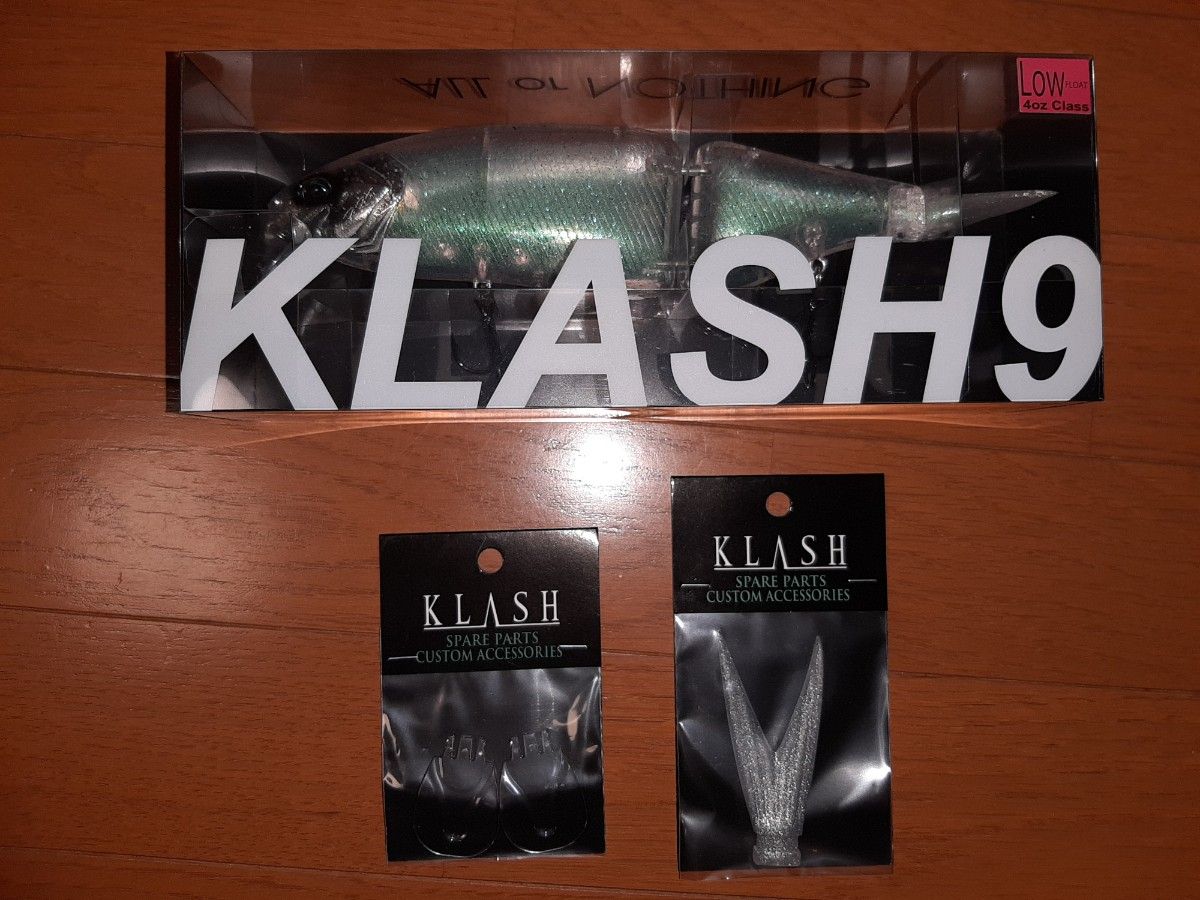 ALL or NOTHING
LOW FLOAT
4oz Class
KLASH9
KLASH
SPARE PARTS
CUSTOM ACCESSORIES
KLASH
SPARE PARTS
CUSTOM ACCESSORIES